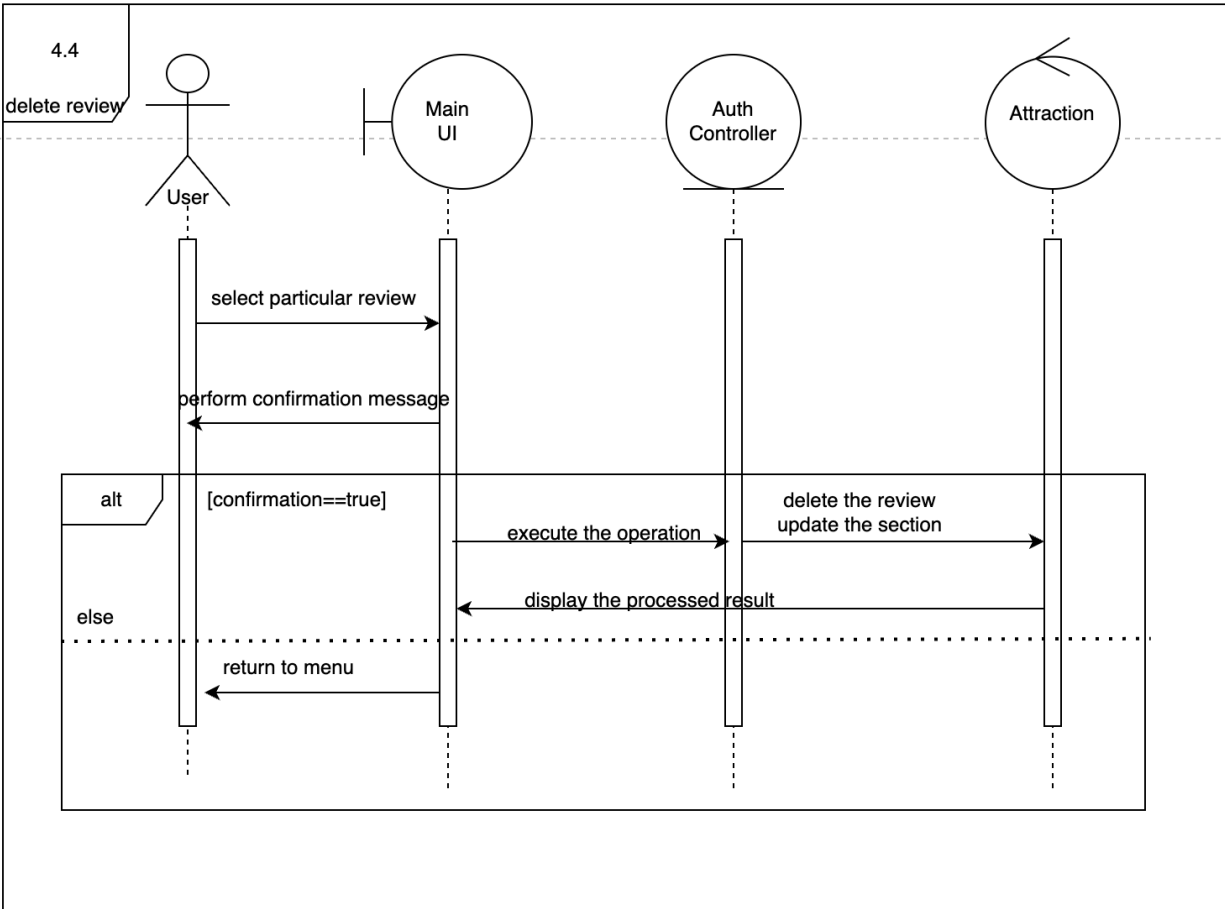 4.4
delete review
User
Main
UI
Auth
Controller
Attraction
select particular review
perform confirmation message
alt
[confirmation==true]
execute the operation
delete the review
update the section
display the processed result
else
return to menu